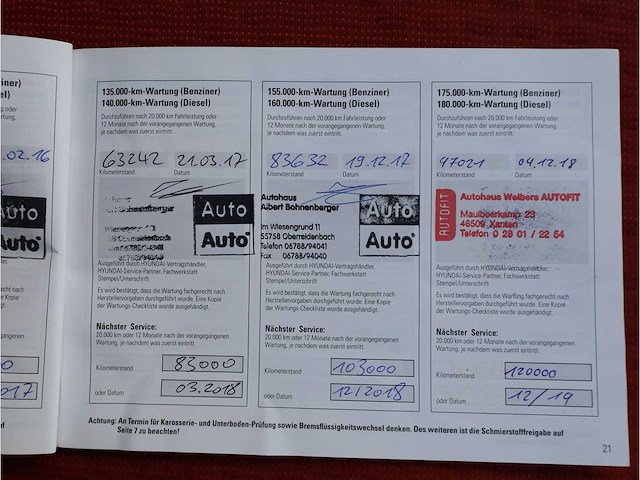 iner)
el)
.02.16
uto
Auto
0
017
135.000-km-Wartung (Benziner)
140.000-km-Wartung (Diesel)
Durchzuführen nach 20.000 km Fahrleistung oder
12 Monate nach der vorangegangenen Wartung,
je nachdem was zuerst eintritt.
63242 21.03.17
Kilometerstand Datum
Bohnenberger
Auto
Auto
Ausgeführt durch HYUNDAI-Vertragshändler,
HYUNDAI-Service-Partner, Fachwerkstatt
Stempel/Unterschrift
Es wird bestätigt, dass die Wartung fachgerecht nach
Herstellervorgaben durchgeführt wurde. Eine Kopie
der Wartungs-Checkliste wurde ausgehändigt.
Nächster Service:
20.000 km oder 12 Monate nach der vorangegangenen
Wartung, je nachdem was zuerst eintritt.
Kilometerstand 83000
oder Datum 03.2018
155.000-km-Wartung (Benziner)
160.000-km-Wartung (Diesel)
Durchzuführen nach 20.000 km Fahrleistung oder
12 Monate nach der vorangegangenen Wartung,
je nachdem was zuerst eintritt.
83632 19.12.17
Kilometerstand Datum
Autohaus
Albert Bohnenberger
Im Wiesengrund 11
55758 Oberreidenbach
Telefon 06788/94041
Fax 06788/94040
Auto
Auto
Ausgeführt durch HYUNDAI-Vertragshändler,
HYUNDAI-Service-Partner, Fachwerkstatt
Stempel/Unterschrift
Es wird bestätigt, dass die Wartung fachgerecht nach
Herstellervorgaben durchgeführt wurde. Eine Kopie
der Wartungs-Checkliste wurde ausgehändigt.
Nächster Service:
20.000 km oder 12 Monate nach der vorangegangenen
Wartung, je nachdem was zuerst eintritt.
Kilometerstand 103000
oder Datum 12/2018
175.000-km-Wartung (Benziner)
180.000-km-Wartung (Diesel)
Durchzuführen nach 20.000 km Fahrleistung oder
12 Monate nach der vorangegangenen Wartung,
je nachdem was zuerst eintritt.
97021 04.12.18
Kilometerstand Datum
AUTOFIT
Autohaus Welbers AUTOFIT
Maulbeerkamp 23
46509 Xanten
Telefon 0 28 01 / 22 54
Ausgeführt durch HYUNDAI-Vertragshändler,
HYUNDAI-Service-Partner, Fachwerkstatt
Stempel/Unterschrift
Es wird bestätigt, dass die Wartung fachgerecht nach
Herstellervorgaben durchgeführt wurde. Eine Kopie
der Wartungs-Checkliste wurde ausgehändigt.
Nächster Service:
20.000 km oder 12 Monate nach der vorangegangenen
Wartung, je nachdem was zuerst eintritt.
Kilometerstand 120000
oder Datum 12/19
Achtung: An Termin für Karosserie- und Unterboden-Prüfung sowie Bremsflüssigkeitswechsel denken. Des weiteren ist die Schmierstofffreigabe auf
Seite 7 zu beachten!
21